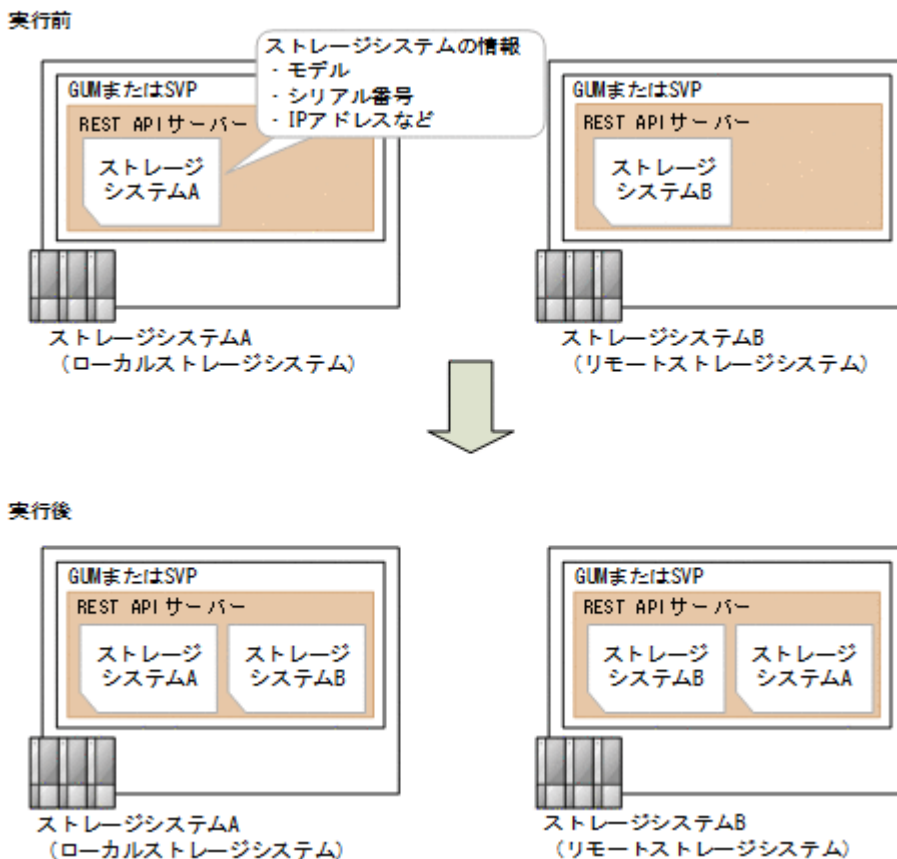 実行前
ストレージシステムの情報
・モデル
・シリアル番号
・IPアドレスなど
GUMまたはSVP
REST APIサーバー
ストレージ
システムA
ストレージシステムA
(ローカルストレージシステム)
GUMまたはSVP
REST APIサーバー
ストレージ
システムB
ストレージシステムB
(リモートストレージシステム)
実行後
GUMまたはSVP
REST APIサーバー
ストレージ
システムA
ストレージ
システムB
ストレージシステムA
(ローカルストレージシステム)
GUMまたはSVP
REST APIサーバー
ストレージ
システムB
ストレージ
システムA
ストレージシステムB
(リモートストレージシステム)